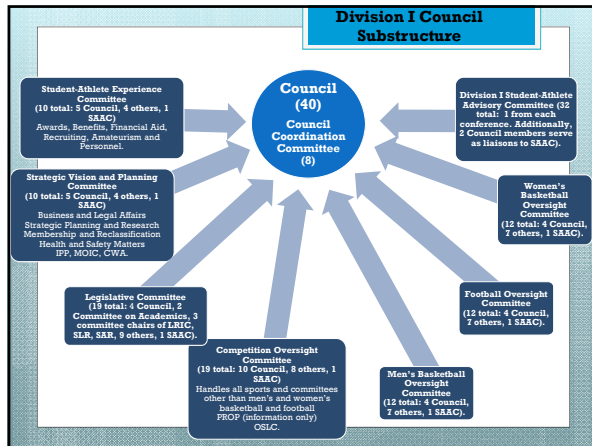 Division I Council
Substructure
Student-Athlete Experience
Committee
(10 total: 5 Council, 4 others, 1
SAAC)
Awards, Benefits, Financial Aid,
Recruiting, Amateurism and
Personnel.
Council
(40)
Council
Coordination
Committee
(8)
Division I Student-Athlete
Advisory Committee (32
total: 1 from each
conference. Additionally,
2 Council members serve
as liaisons to SAAC).
Strategic Vision and Planning
Committee
(10 total: 5 Council, 4 others, 1
SAAC)
Business and Legal Affairs
Strategic Planning and Research
Membership and Reclassification
Health and Safety Matters
IPP, MOIC, CWA.
Women's
Basketball
Oversight
Committee
(12 total: 4 Council,
7 others, 1 SAAC).
Legislative Committee
(19 total: 4 Council, 2
Committee on Academics, 3
committee chairs of LRIC,
SLR, SAR, 9 others, 1 SAAC).
Football Oversight
Committee
(12 total: 4 Council,
7 others, 1 SAAC).
Competition Oversight
Committee
(19 total: 10 Council, 8 others, 1
SAAC)
Handles all sports and committees
other than men's and women's
basketball and football
PROP (information only)
OSLC.
Men's Basketball
Oversight
Committee
(12 total: 4 Council,
7 others, 1 SAAC).